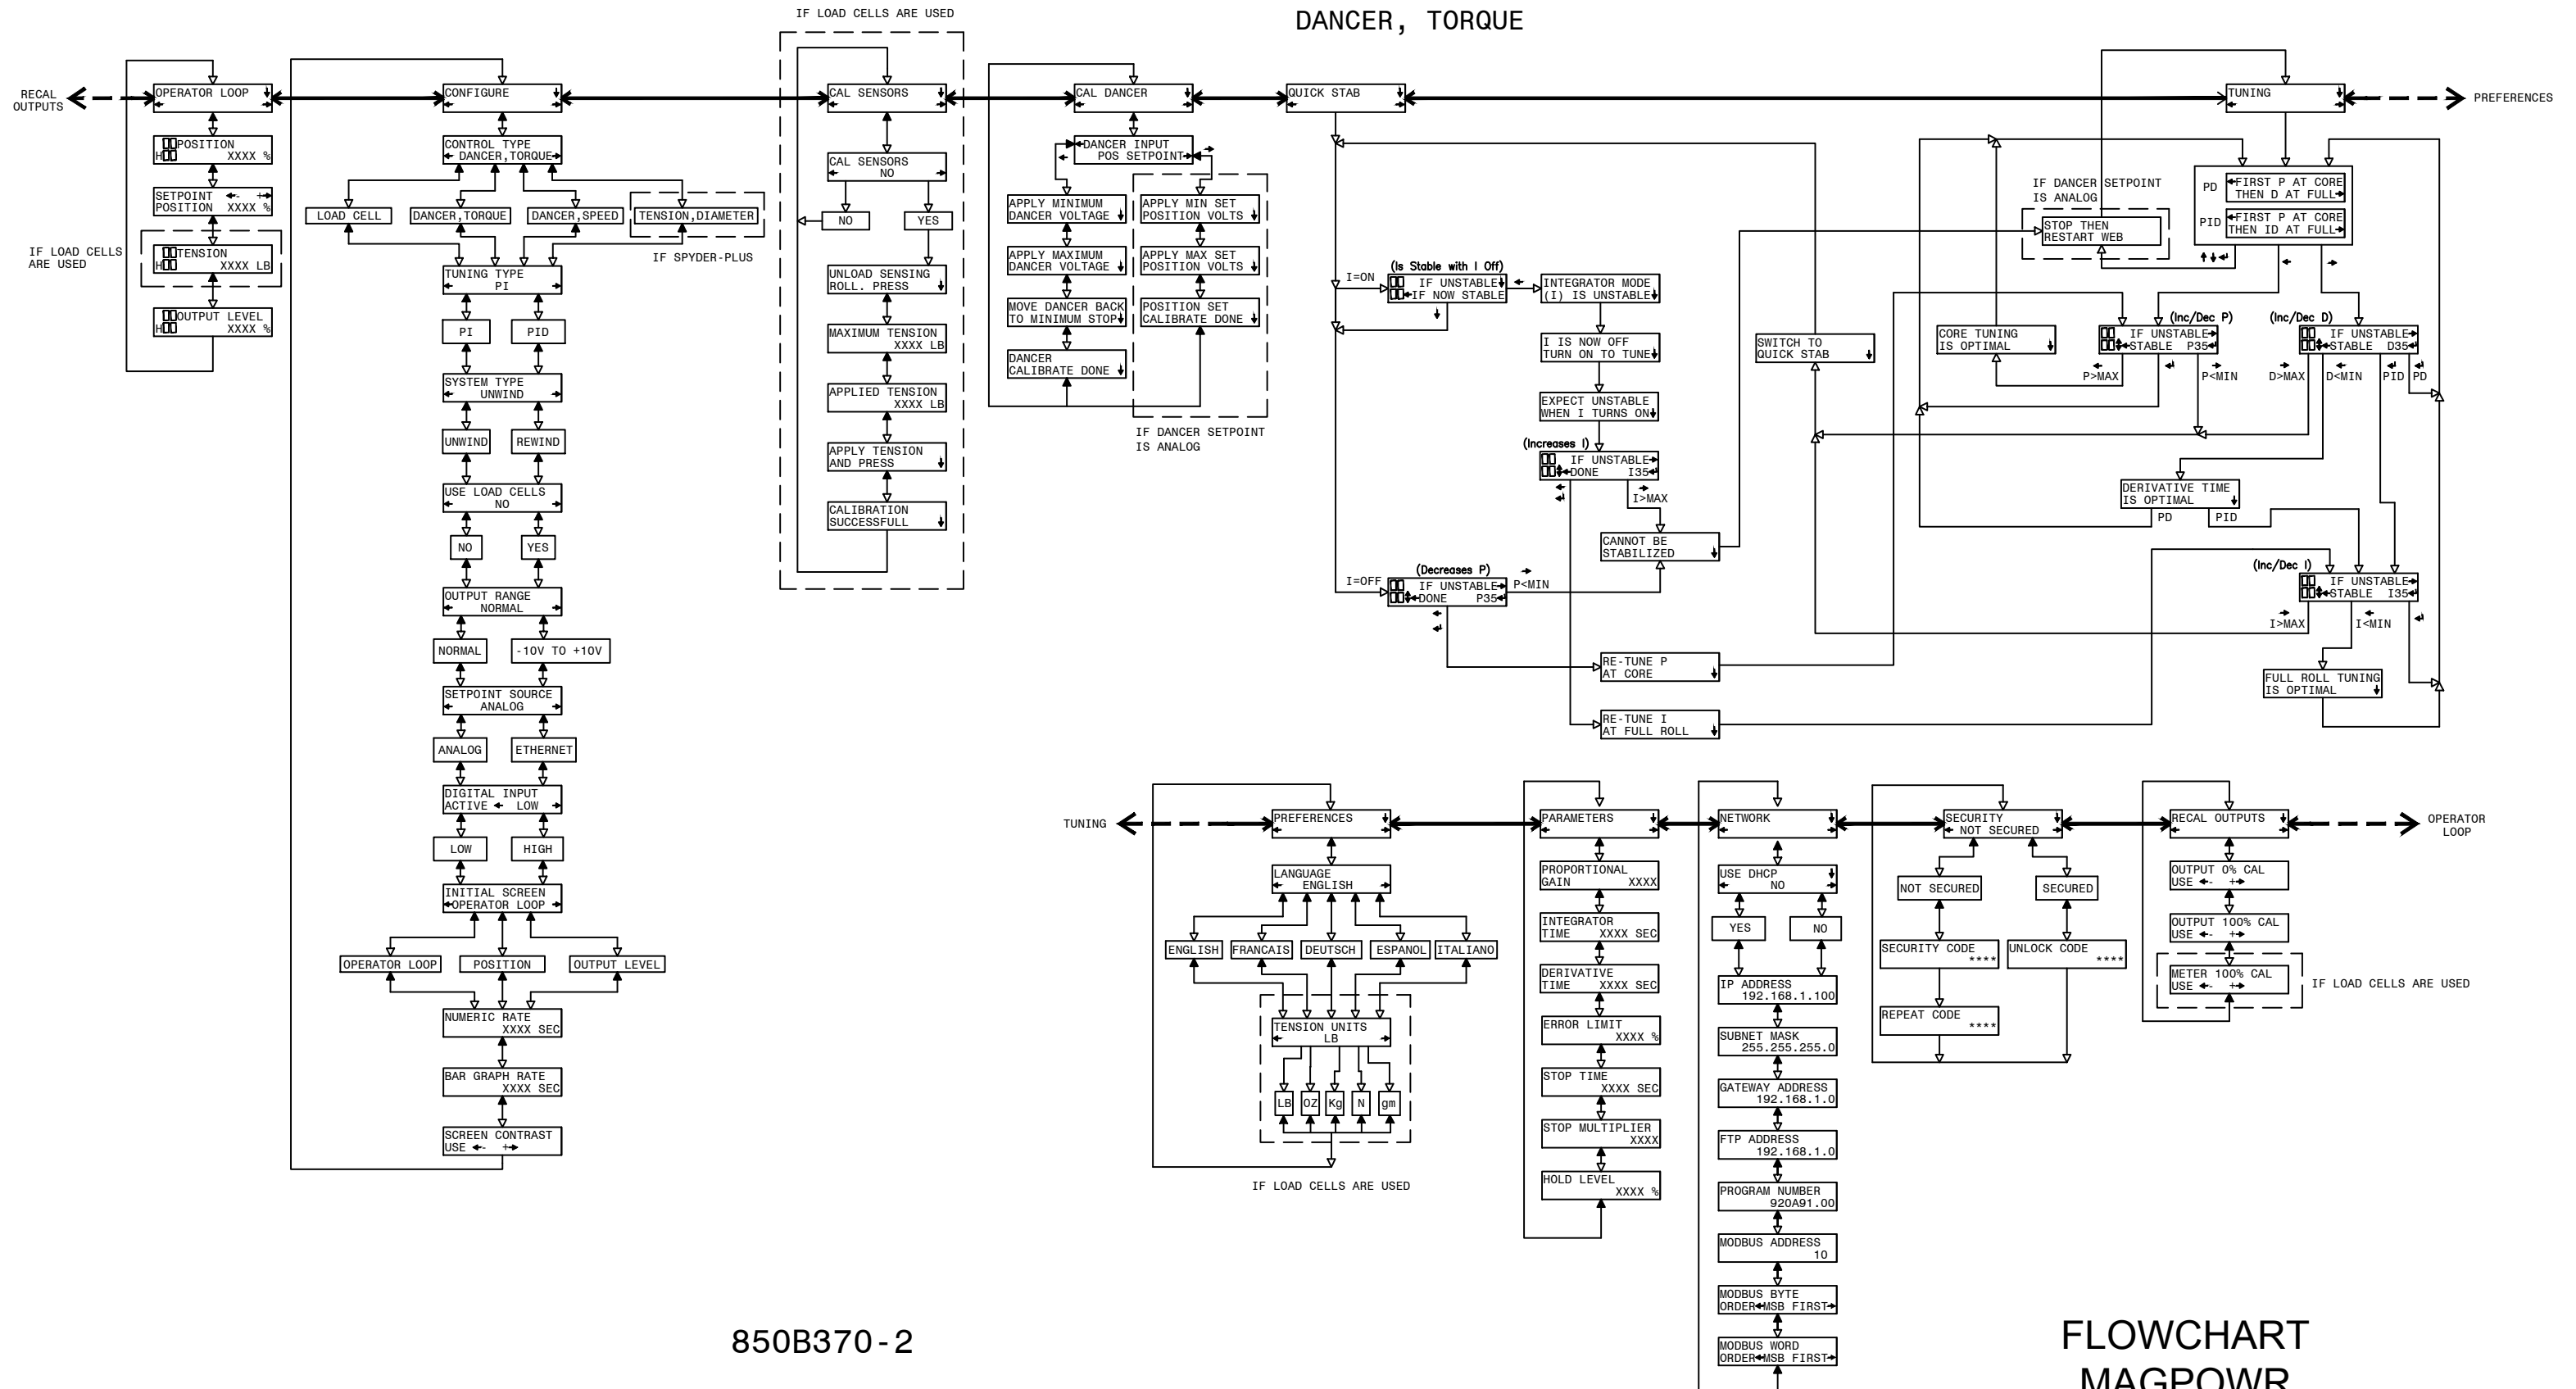 DANCER, TORQUE
IF LOAD CELLS ARE USED
RECAL
OUTPUTS
OPERATOR LOOP
POSITION
H XXXX %
SETPOINT - +
POSITION XXXX %
IF LOAD CELLS
ARE USED
TENSION
H XXXX LB
OUTPUT LEVEL
H XXXX %
CONFIGURE
CONTROL TYPE
DANCER,TORQUE
LOAD CELL
DANCER,TORQUE
DANCER,SPEED
TENSION,DIAMETER
IF SPYDER-PLUS
TUNING TYPE
PI
PI
PID
SYSTEM TYPE
UNWIND
UNWIND
REWIND
USE LOAD CELLS
NO
NO
YES
OUTPUT RANGE
NORMAL
NORMAL
-10V TO +10V
SETPOINT SOURCE
ANALOG
ANALOG
ETHERNET
DIGITAL INPUT
ACTIVE LOW
LOW
HIGH
INITIAL SCREEN
OPERATOR LOOP
OPERATOR LOOP
POSITION
OUTPUT LEVEL
NUMERIC RATE
XXXX SEC
BAR GRAPH RATE
XXXX SEC
SCREEN CONTRAST
USE - +
CAL SENSORS
CAL SENSORS
NO
NO
YES
UNLOAD SENSING
ROLL. PRESS
MAXIMUM TENSION
XXXX LB
APPLIED TENSION
XXXX LB
APPLY TENSION
AND PRESS
CALIBRATION
SUCCESSFULL
CAL DANCER
DANCER INPUT
POS SETPOINT
APPLY MINIMUM
DANCER VOLTAGE
APPLY MAXIMUM
DANCER VOLTAGE
MOVE DANCER BACK
TO MINIMUM STOP
DANCER
CALIBRATE DONE
APPLY MIN SET
POSITION VOLTS
APPLY MAX SET
POSITION VOLTS
POSITION SET
CALIBRATE DONE
IF DANCER SETPOINT
IS ANALOG
QUICK STAB
I=ON
(Is Stable with I Off)
IF UNSTABLE
IF NOW STABLE
INTEGRATOR MODE
(I) IS UNSTABLE
I IS NOW OFF
TURN ON TO TUNE
EXPECT UNSTABLE
WHEN I TURNS ON
(Increases I)
IF UNSTABLE
DONE I35
I>MAX
CANNOT BE
STABILIZED
I=OFF
(Decreases P)
IF UNSTABLE
DONE P35
P<MIN
RE-TUNE P
AT CORE
RE-TUNE I
AT FULL ROLL
SWITCH TO
QUICK STAB
TUNING
PREFERENCES
PD
FIRST P AT CORE
THEN D AT FULL
PID
FIRST P AT CORE
THEN ID AT FULL
IF DANCER SETPOINT
IS ANALOG
STOP THEN
RESTART WEB
CORE TUNING
IS OPTIMAL
(Inc/Dec P)
IF UNSTABLE
STABLE P35
P>MAX
P<MIN
(Inc/Dec D)
IF UNSTABLE
STABLE D35
D>MAX
D<MIN
PID
PD
DERIVATIVE TIME
IS OPTIMAL
PD
PID
(Inc/Dec I)
IF UNSTABLE
STABLE I35
I>MAX
I<MIN
FULL ROLL TUNING
IS OPTIMAL
TUNING
PREFERENCES
LANGUAGE
ENGLISH
ENGLISH
FRANCAIS
DEUTSCH
ESPANOL
ITALIANO
TENSION UNITS
LB
LB
OZ
Kg
N
gm
IF LOAD CELLS ARE USED
PARAMETERS
PROPORTIONAL
GAIN XXXX
INTEGRATOR
TIME XXXX SEC
DERIVATIVE
TIME XXXX SEC
ERROR LIMIT
XXXX %
STOP TIME
XXXX SEC
STOP MULTIPLIER
XXXX
HOLD LEVEL
XXXX %
NETWORK
USE DHCP
NO
YES
NO
IP ADDRESS
192.168.1.100
SUBNET MASK
255.255.255.0
GATEWAY ADDRESS
192.168.1.0
FTP ADDRESS
192.168.1.0
PROGRAM NUMBER
920A91.00
MODBUS ADDRESS
10
MODBUS BYTE
ORDER MSB FIRST
MODBUS WORD
ORDER MSB FIRST
SECURITY
NOT SECURED
NOT SECURED
SECURED
SECURITY CODE
****
UNLOCK CODE
****
REPEAT CODE
****
RECAL OUTPUTS
OUTPUT 0% CAL
USE - +
OUTPUT 100% CAL
USE - +
METER 100% CAL
USE - +
IF LOAD CELLS ARE USED
OPERATOR
LOOP
850B370-2
FLOWCHART
MAGPOWR